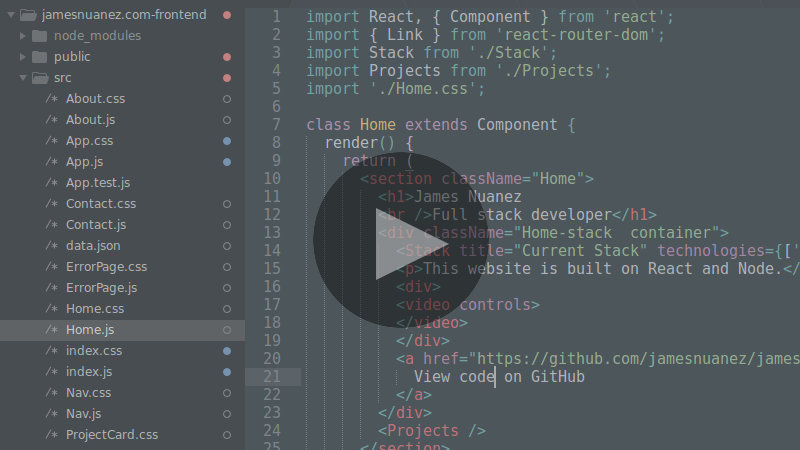 jamesnuanez.com-frontend
node_modules
public
src
/* About.css
/* About.js
/* App.css
/* App.js
/* App.test.js
/* Contact.css
/* Contact.js
/* data.json
/* ErrorPage.css
/* ErrorPage.js
/* Home.css
/* Home.js
/* index.css
/* index.js
/* Nav.css
/* Nav.js
/* ProjectCard.css
1 import React, { Component } from 'react';
2 import { Link } from 'react-router-dom';
3 import Stack from './Stack';
4 import Projects from './Projects';
5 import './Home.css';
6
7 class Home extends Component {
8 render() {
9 return (
10 <section className="Home">
11 <h1>James Nuanez
12 <br />Full stack developer</h1>
13 <div className="Home-stack container">
14 <Stack title="Current Stack" technologies={['
15 <p>This website is built on React and Node.</
16 <div>
17 <video controls>
18 </video>
19 </div>
20 <a href="https://github.com/jamesnuanez/james
21 View code on GitHub
22 </a>
23 </div>
24 <Projects />
25 </section>